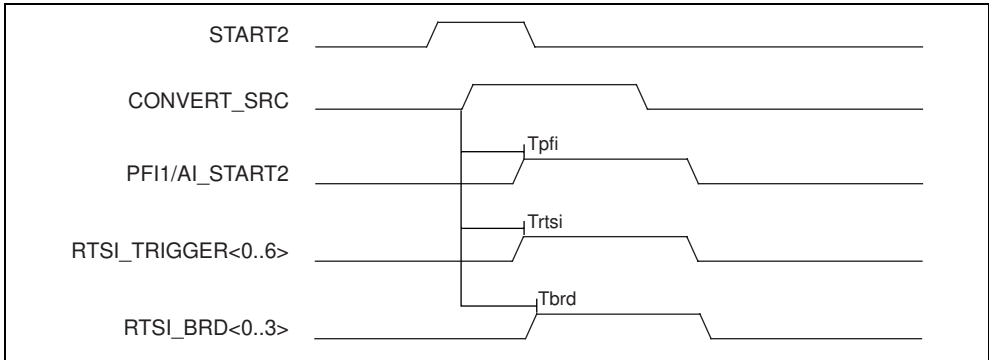 START2
CONVERT_SRC
Tpfi
PFI1/AI_START2
Trtsi
RTSI_TRIGGER<0..6>
Tbrd
RTSI_BRD<0..3>